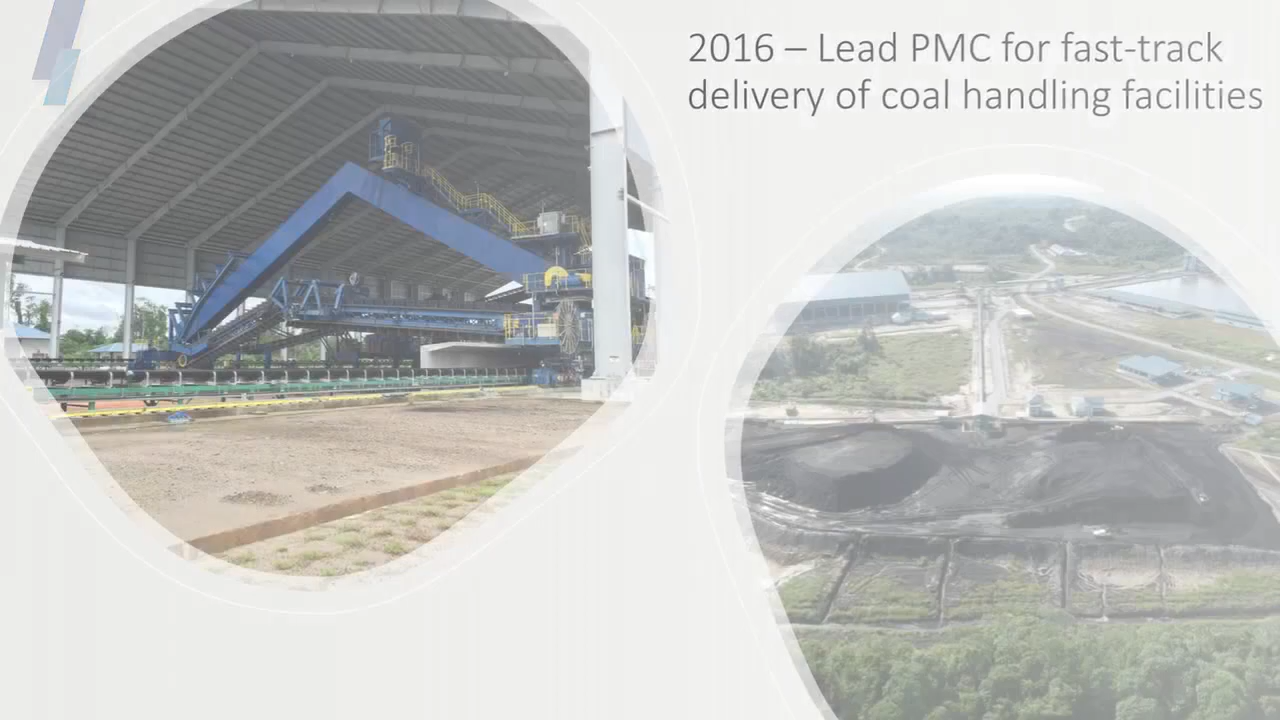 2016 – Lead PMC for fast-track
delivery of coal handling facilities